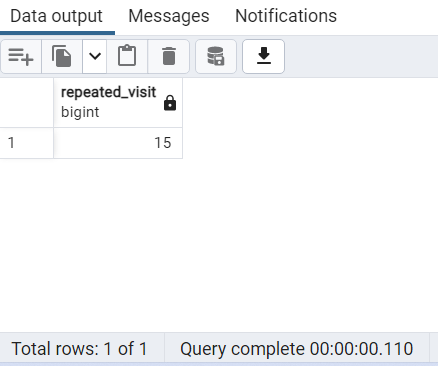 Data output Messages Notifications
repeated_visit
bigint
1 15
Total rows: 1 of 1 Query complete 00:00:00.110